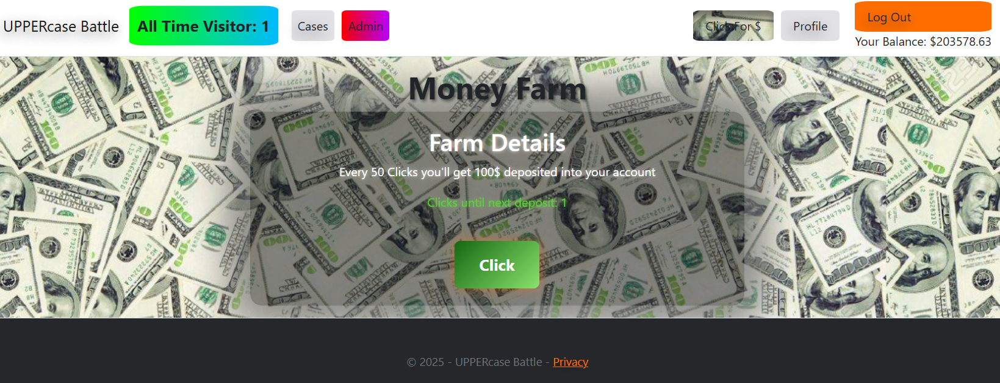 UPPERcase Battle
All Time Visitor: 1
Cases
Admin
Click For $
Profile
Log Out
Your Balance: $203578.63
Money Farm
Farm Details
Every 50 Clicks you'll get 100$ deposited into your account
Clicks until next deposit: 1
Click
© 2025 - UPPERcase Battle - Privacy